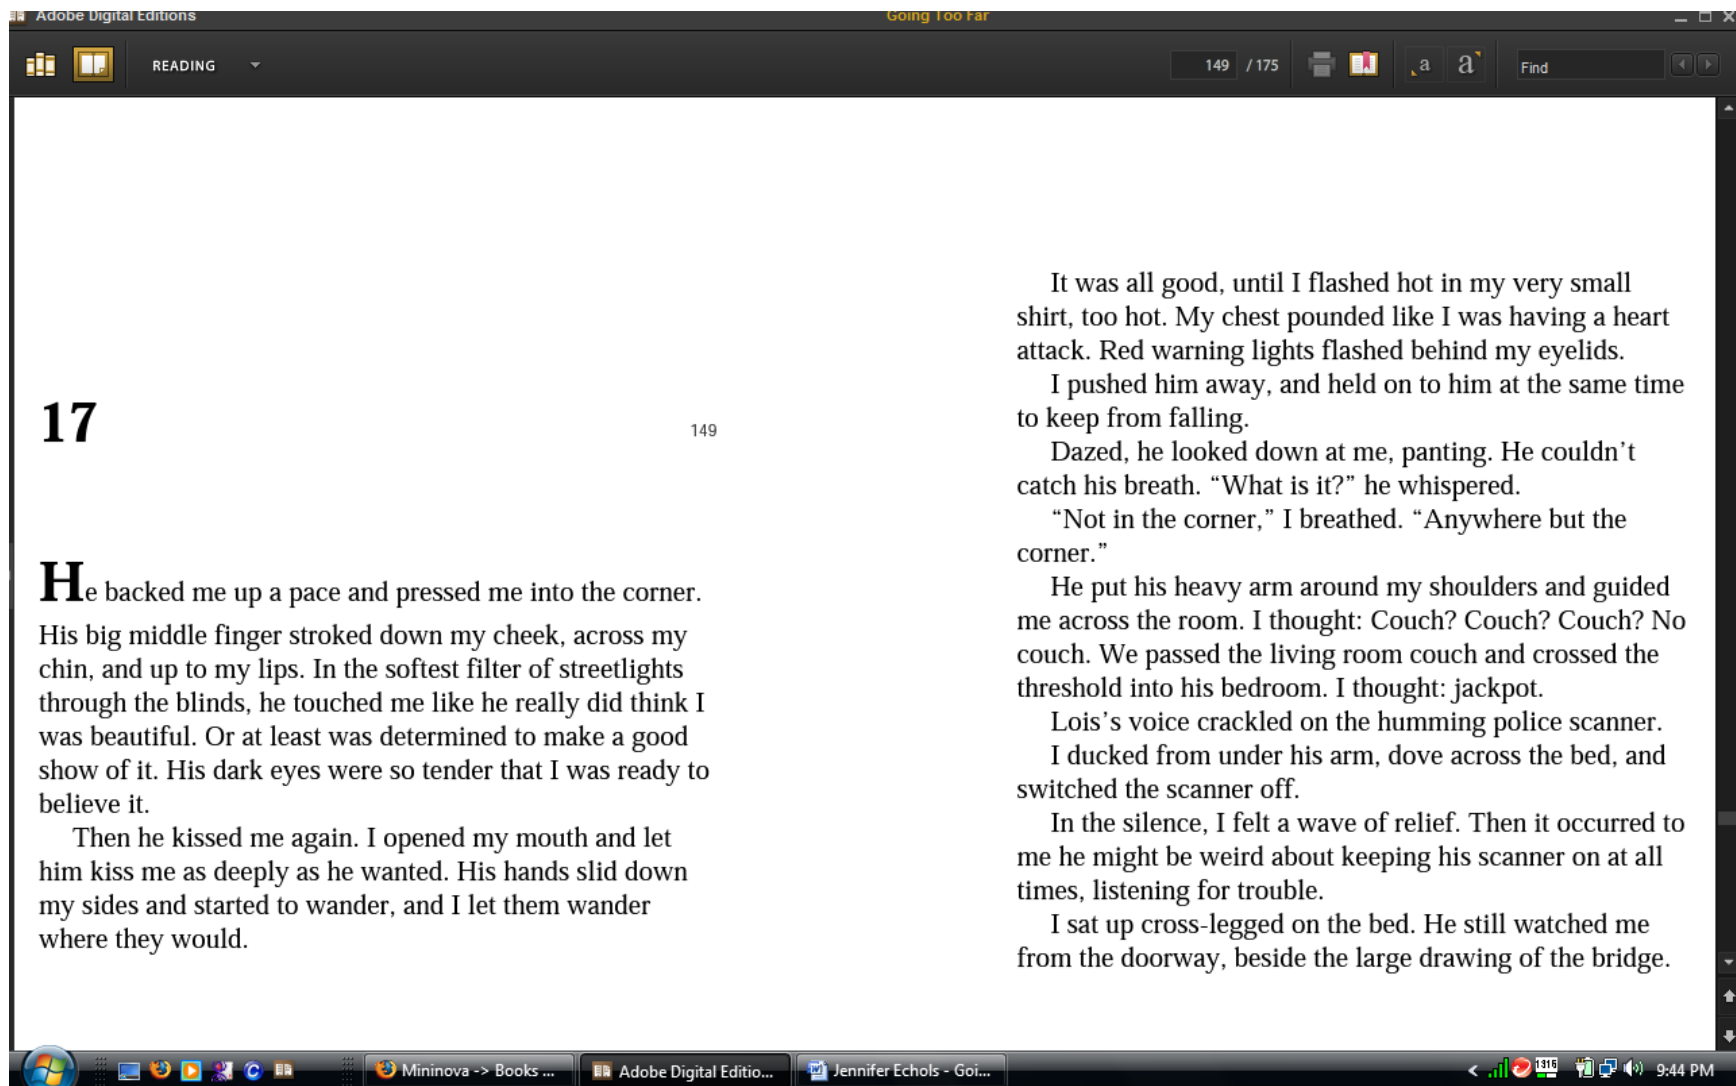 Adobe Digital Editions
Going Too Far
READING
149 / 175
a
a
Find
17
149
He backed me up a pace and pressed me into the corner.
His big middle finger stroked down my cheek, across my
chin, and up to my lips. In the softest filter of streetlights
through the blinds, he touched me like he really did think I
was beautiful. Or at least was determined to make a good
show of it. His dark eyes were so tender that I was ready to
believe it.
Then he kissed me again. I opened my mouth and let
him kiss me as deeply as he wanted. His hands slid down
my sides and started to wander, and I let them wander
where they would.
It was all good, until I flashed hot in my very small
shirt, too hot. My chest pounded like I was having a heart
attack. Red warning lights flashed behind my eyelids.
I pushed him away, and held on to him at the same time
to keep from falling.
Dazed, he looked down at me, panting. He couldn’t
catch his breath. “What is it?” he whispered.
“Not in the corner,” I breathed. “Anywhere but the
corner.”
He put his heavy arm around my shoulders and guided
me across the room. I thought: Couch? Couch? Couch? No
couch. We passed the living room couch and crossed the
threshold into his bedroom. I thought: jackpot.
Lois’s voice crackled on the humming police scanner.
I ducked from under his arm, dove across the bed, and
switched the scanner off.
In the silence, I felt a wave of relief. Then it occurred to
me he might be weird about keeping his scanner on at all
times, listening for trouble.
I sat up cross-legged on the bed. He still watched me
from the doorway, beside the large drawing of the bridge.
Mininova -> Books ...
Adobe Digital Editio...
Jennifer Echols - Goi...
9:44 PM